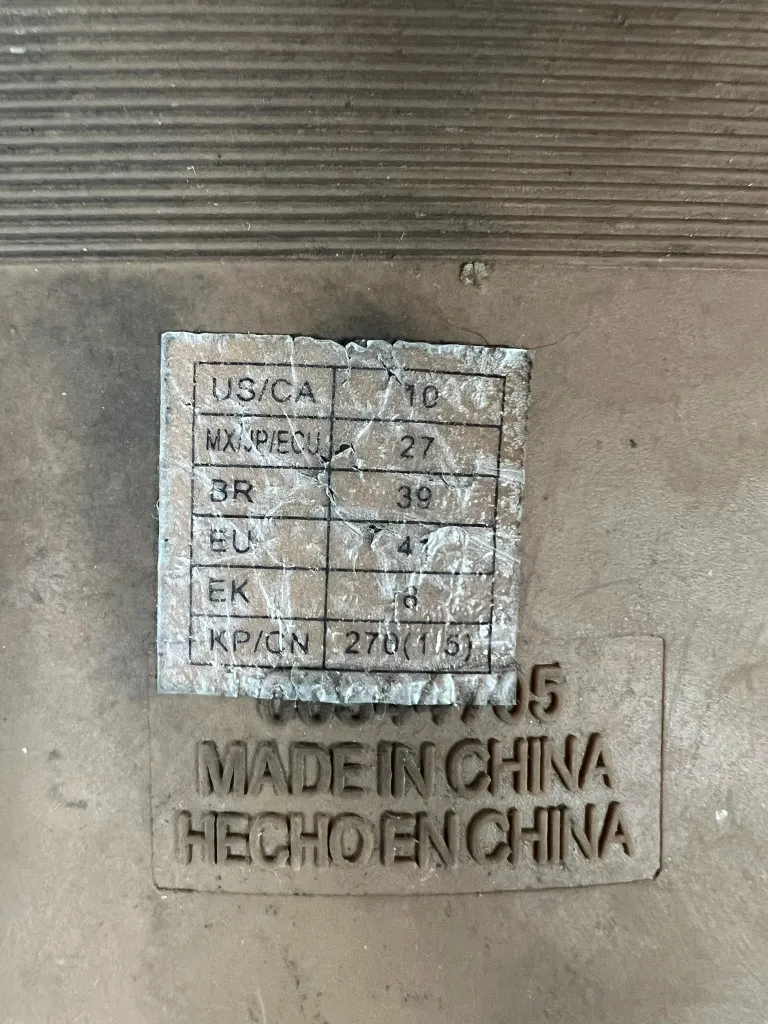 US/CA 10
MX/JP/ECU 27
BR 39
EU 41
EK 8
KP/CN 270(1.5)
MADE IN CHINA
HECHO EN CHINA